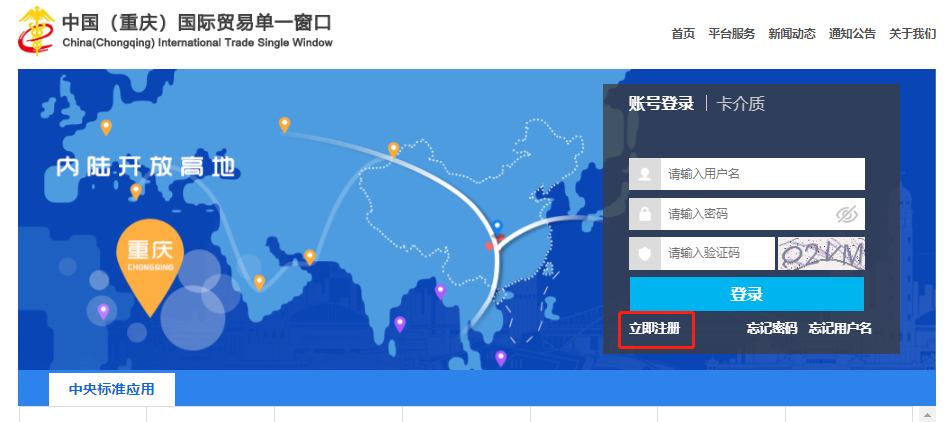 中国（重庆）国际贸易单一窗口
China(Chongqing) International Trade Single Window
首页 平台服务 新闻动态 通知公告 关于我们
账号登录 | 卡介质
内陆开放高地
请输入用户名
重庆
CHONGQING
请输入密码
请输入验证码
登录
立即注册 忘记密码 忘记用户名
中央标准应用